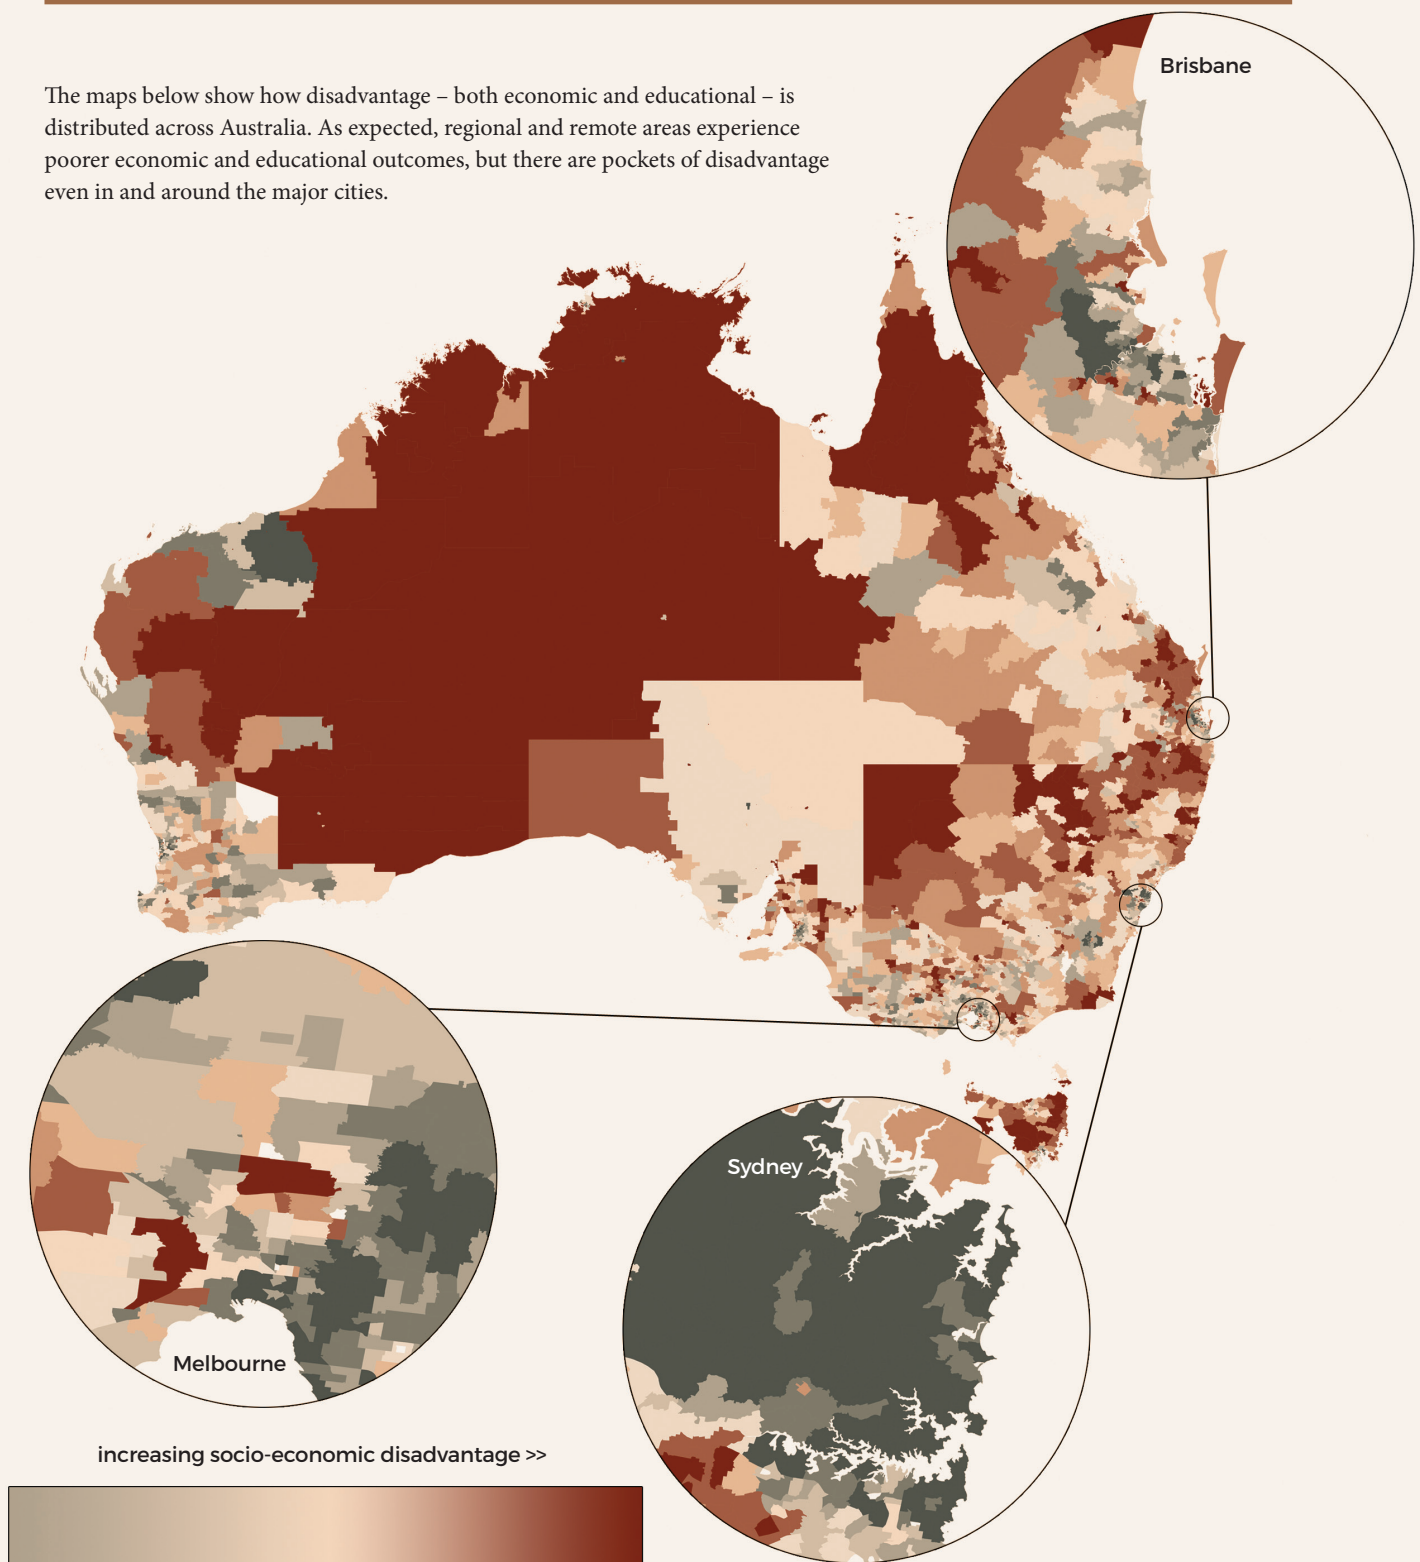 The maps below show how disadvantage – both economic and educational – is
distributed across Australia. As expected, regional and remote areas experience
poorer economic and educational outcomes, but there are pockets of disadvantage
even in and around the major cities.
Brisbane
Sydney
Melbourne
increasing socio-economic disadvantage >>